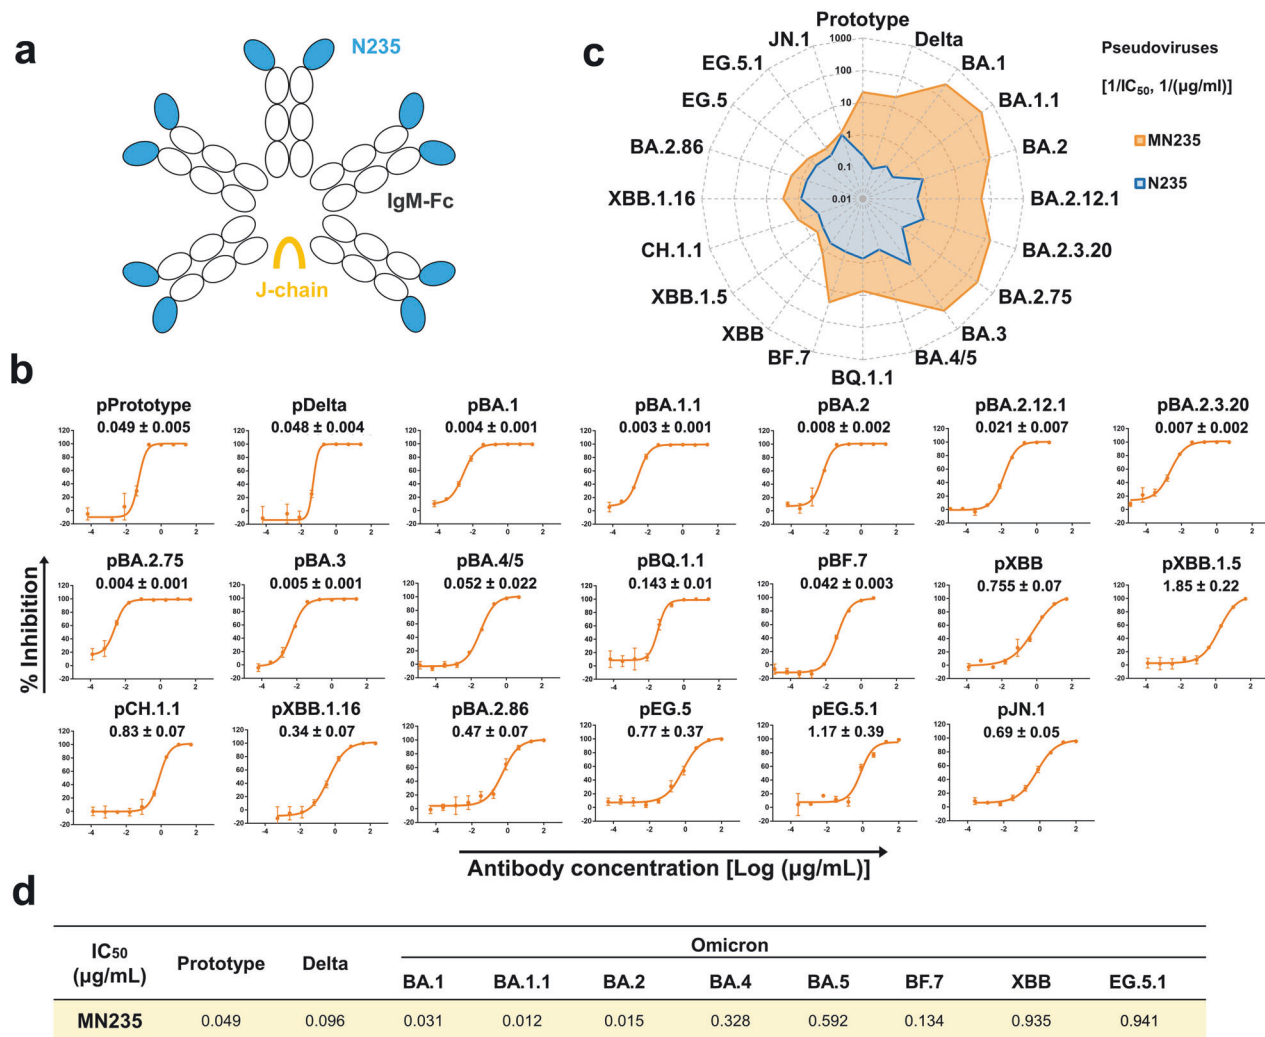 a
N235
IgM-Fc
J-chain
c
Prototype
Delta
BA.1
BA.1.1
BA.2
BA.2.12.1
BA.2.3.20
BA.2.75
BA.3
BA.4/5
BQ.1.1
BF.7
XBB
XBB.1.5
CH.1.1
XBB.1.16
BA.2.86
EG.5
EG.5.1
JN.1
1000
100
10
1
0.1
0.01
Pseudoviruses
[1/IC50, 1/(µg/ml)]
MN235
N235
b
pPrototype
0.049 ± 0.005
pDelta
0.048 ± 0.004
pBA.1
0.004 ± 0.001
pBA.1.1
0.003 ± 0.001
pBA.2
0.008 ± 0.002
pBA.2.12.1
0.021 ± 0.007
pBA.2.3.20
0.007 ± 0.002
pBA.2.75
0.004 ± 0.001
pBA.3
0.005 ± 0.001
pBA.4/5
0.052 ± 0.022
pBQ.1.1
0.143 ± 0.01
pBF.7
0.042 ± 0.003
pXBB
0.755 ± 0.07
pXBB.1.5
1.85 ± 0.22
pCH.1.1
0.83 ± 0.07
pXBB.1.16
0.34 ± 0.07
pBA.2.86
0.47 ± 0.07
pEG.5
0.77 ± 0.37
pEG.5.1
1.17 ± 0.39
pJN.1
0.69 ± 0.05
% Inhibition
120
100
80
60
40
20
0
-20
-4 -2 0 2
Antibody concentration [Log (µg/mL)]
d
IC50 (µg/mL) Prototype Delta Omicron
BA.1 BA.1.1 BA.2 BA.4 BA.5 BF.7 XBB EG.5.1
MN235 0.049 0.096 0.031 0.012 0.015 0.328 0.592 0.134 0.935 0.941